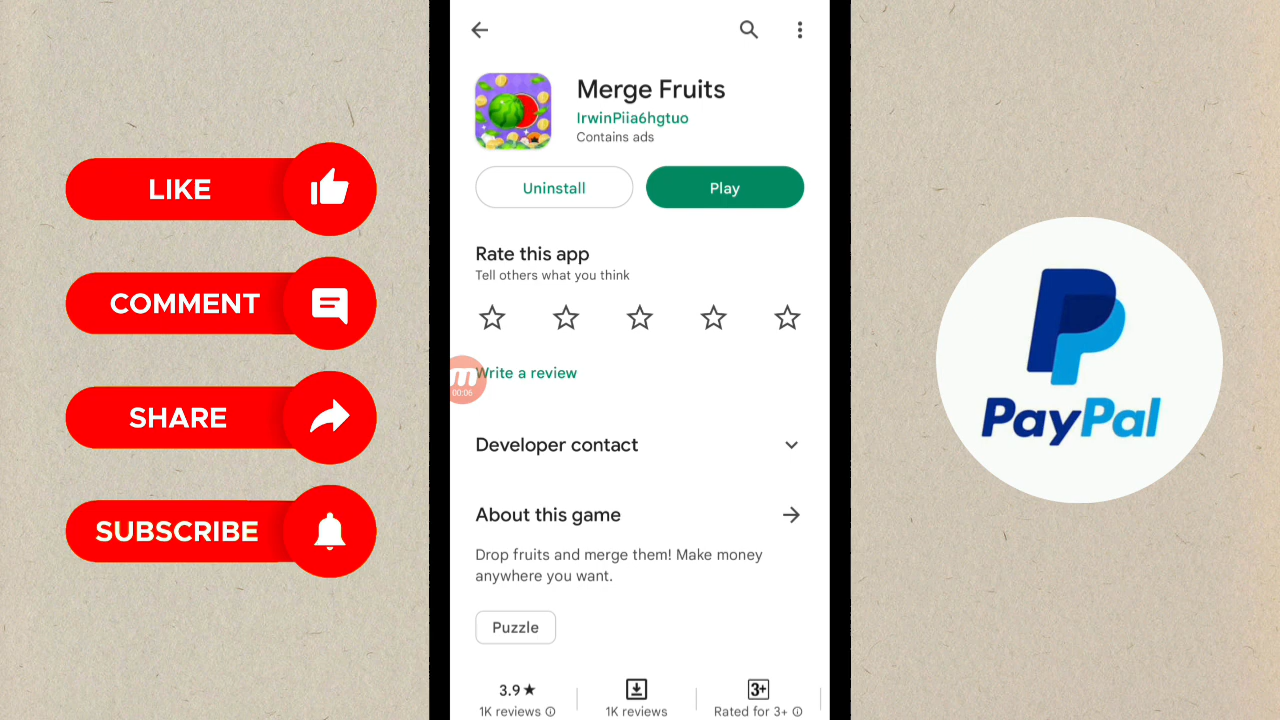 LIKE
COMMENT
SHARE
SUBSCRIBE
Merge Fruits
IrwinPiia6hgtuo
Contains ads
Uninstall
Play
Rate this app
Tell others what you think
m
00:06
Write a review
Developer contact
About this game
Drop fruits and merge them! Make money
anywhere you want.
Puzzle
3.9★
1K reviews
1K reviews
3+
Rated for 3+
PayPal